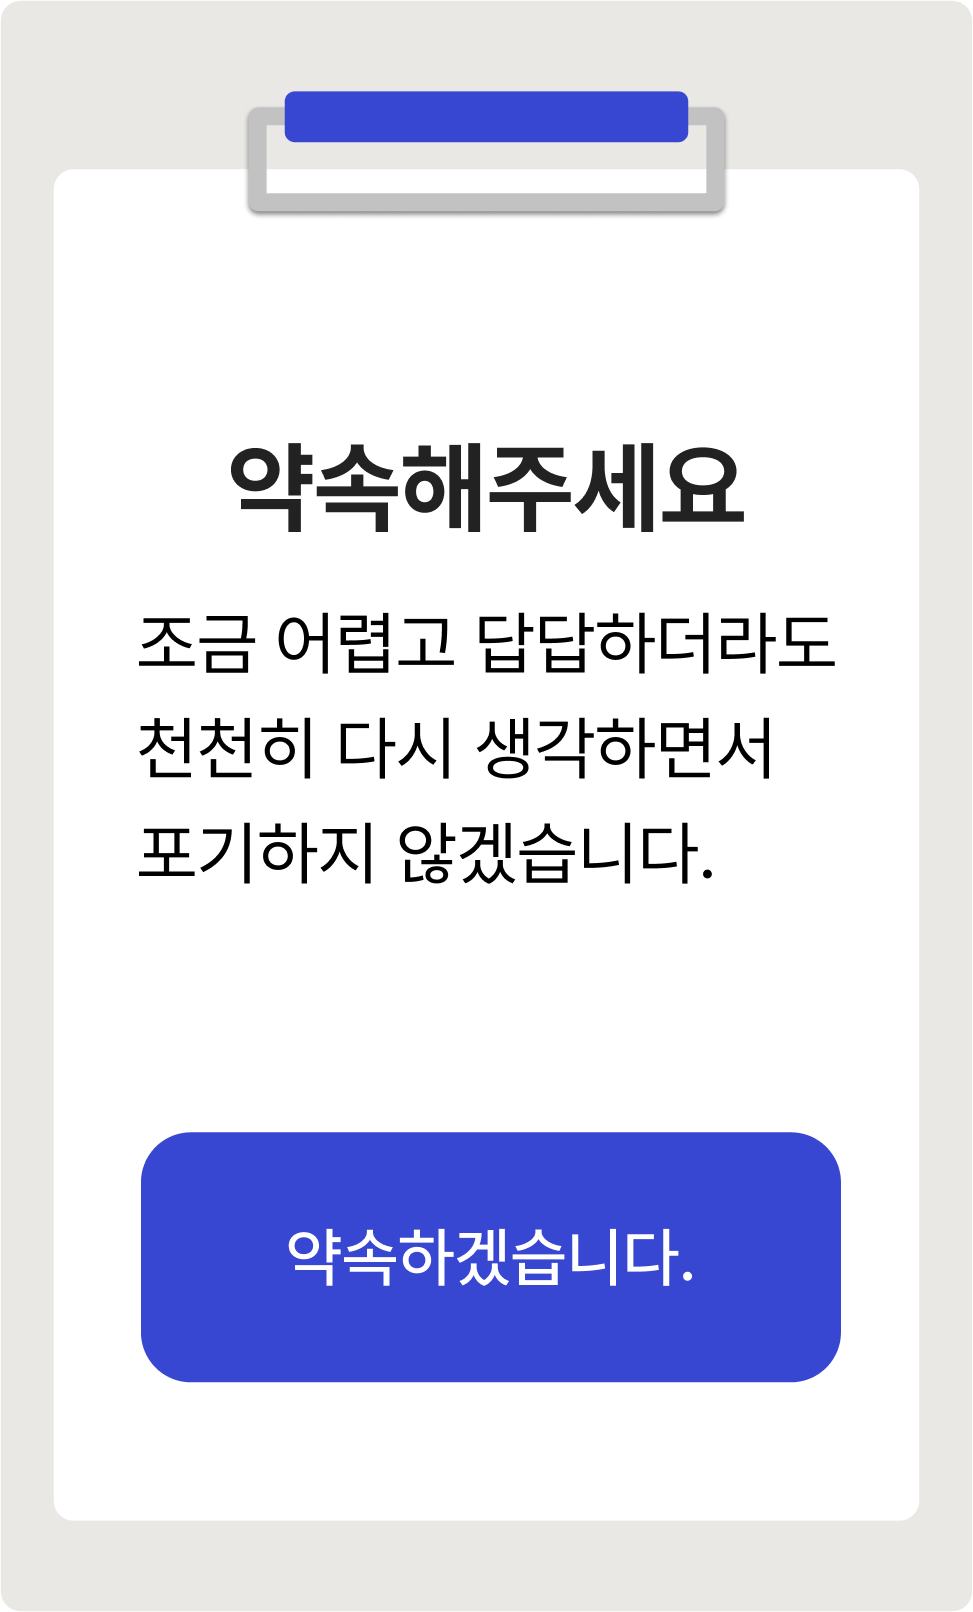 약속해주세요
조금 어렵고 답답하더라도
천천히 다시 생각하면서
포기하지 않겠습니다.
약속하겠습니다.